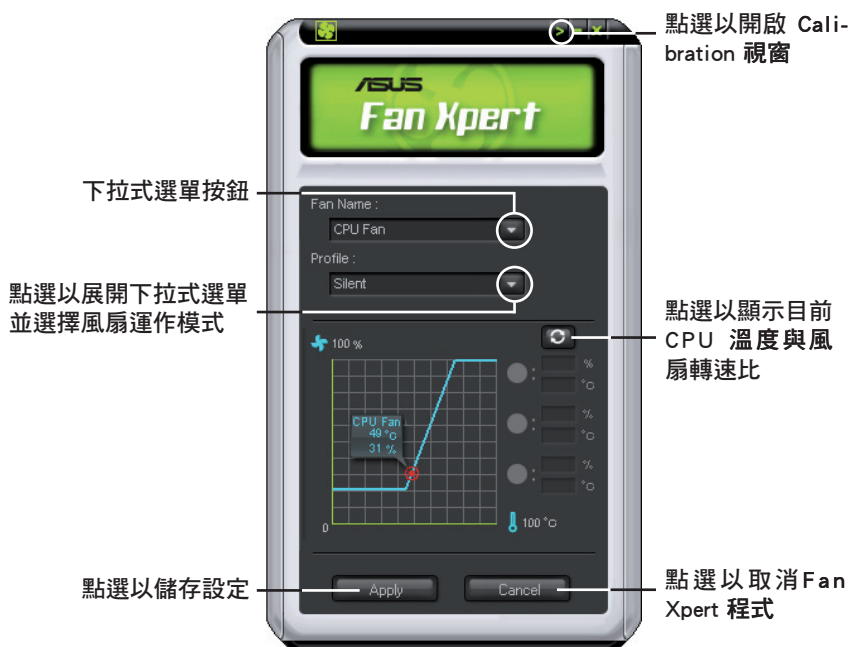 點選以開啟 Cali-
bration 視窗
ASUS
Fan Xpert
下拉式選單按鈕
Fan Name :
CPU Fan
Profile :
Silent
點選以展開下拉式選單
並選擇風扇運作模式
點選以顯示目前
CPU 溫度與風
扇轉速比
100 %
CPU Fan
49 °C
31 %
: %
°C
: %
°C
: %
°C
0
100 °C
點選以儲存設定
Apply
Cancel
點選以取消Fan
Xpert 程式